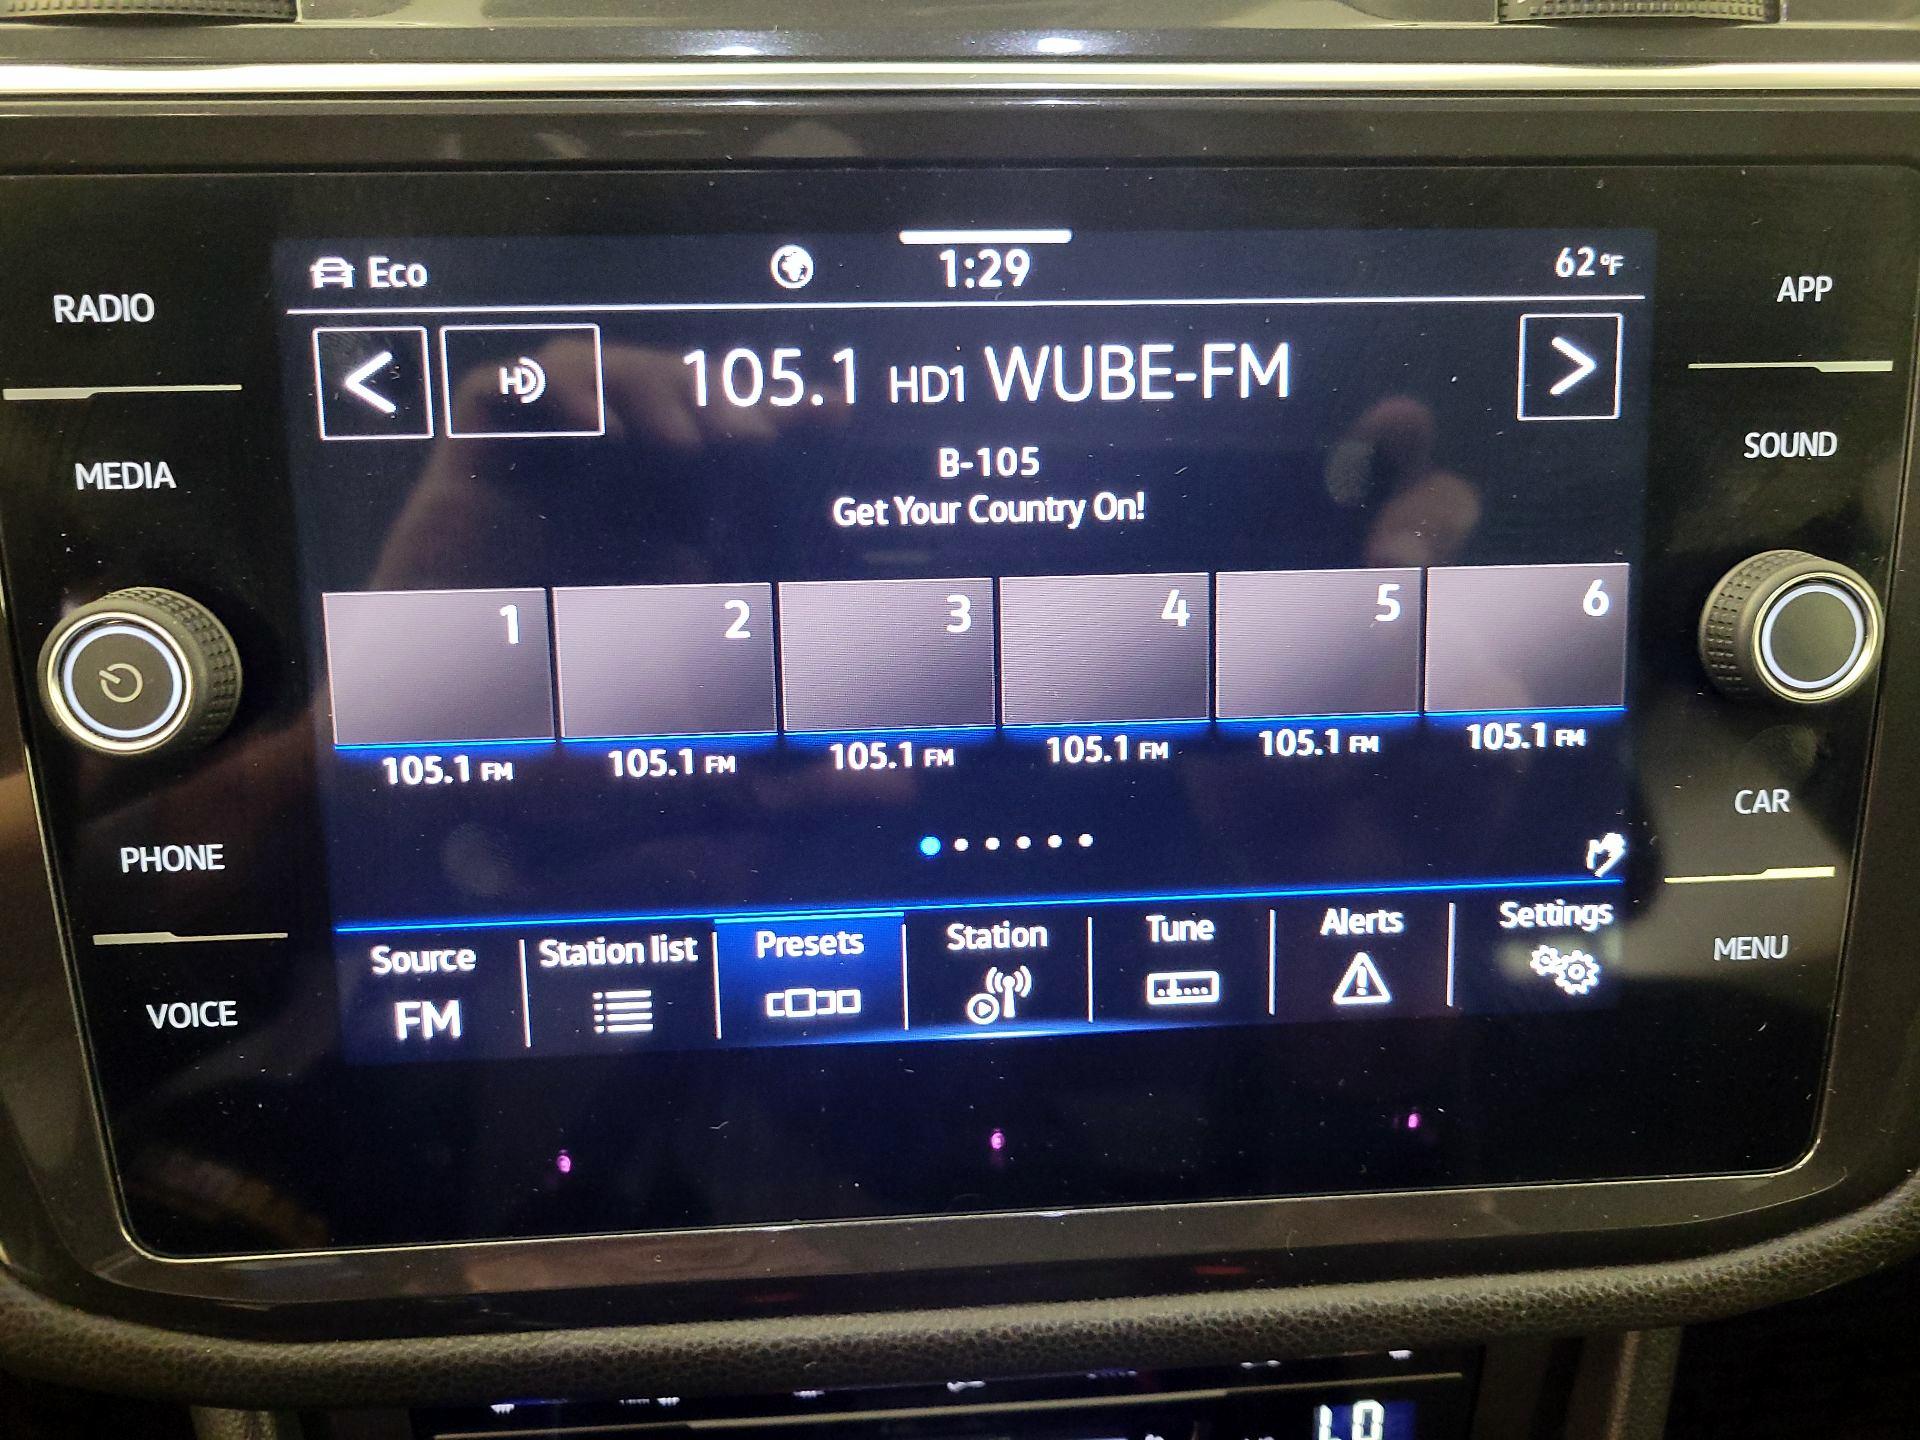 Eco 1:29 62°F
RADIO
APP
HD 105.1 HD1 WUBE-FM
MEDIA
SOUND
B-105
Get Your Country On!
1 2 3 4 5 6
105.1 FM 105.1 FM 105.1 FM 105.1 FM 105.1 FM 105.1 FM
PHONE
CAR
Source Station list Presets Station Tune Alerts Settings
FM
VOICE
MENU
LO